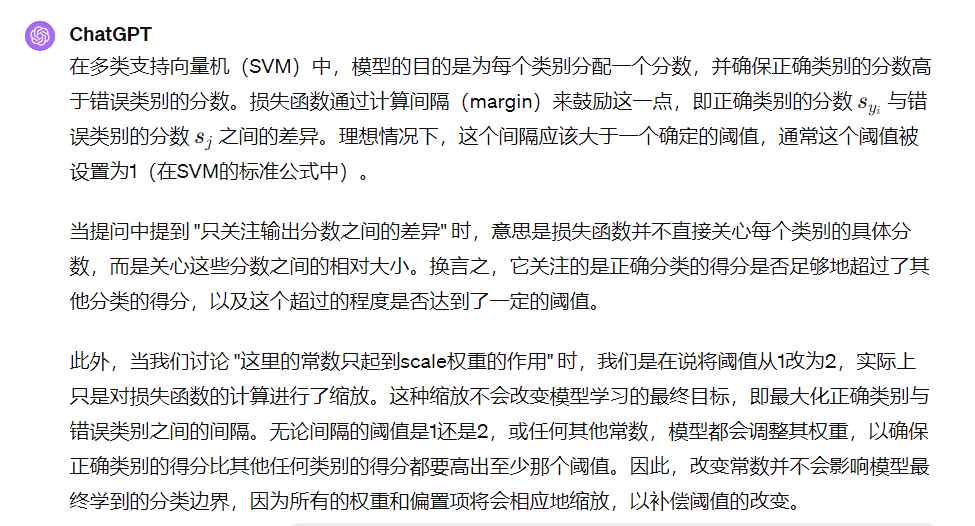 ChatGPT
在多类支持向量机（SVM）中，模型的目的是为每个类别分配一个分数，并确保正确类别的分数高
于错误类别的分数。损失函数通过计算间隔（margin）来鼓励这一点，即正确类别的分数 s_{y_i} 与错
误类别的分数 s_j 之间的差异。理想情况下，这个间隔应该大于一个确定的阈值，通常这个阈值被
设置为1（在SVM的标准公式中）。
当提问中提到 "只关注输出分数之间的差异" 时，意思是损失函数并不直接关心每个类别的具体分
数，而是关心这些分数之间的相对大小。换言之，它关注的是正确分类的得分是否足够地超过了其
他分类的得分，以及这个超过的程度是否达到了一定的阈值。
此外，当我们讨论 "这里的常数只起到scale权重的作用" 时，我们是在说将阈值从1改为2，实际上
只是对损失函数的计算进行了缩放。这种缩放不会改变模型学习的最终目标，即最大化正确类别与
错误类别之间的间隔。无论间隔的阈值是1还是2，或任何其他常数，模型都会调整其权重，以确保
正确类别的得分比其他任何类别的得分都要高出至少那个阈值。因此，改变常数并不会影响模型最
终学到的分类边界，因为所有的权重和偏置项将会相应地缩放，以补偿阈值的改变。